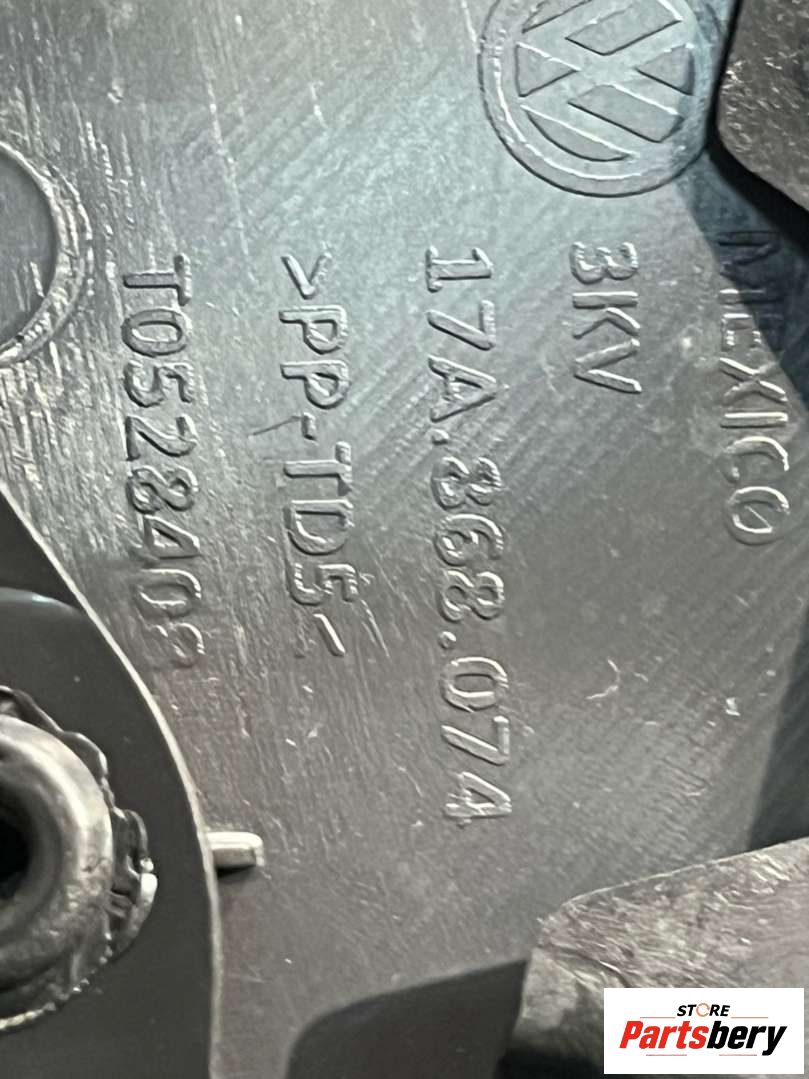 MEXICO
3KV
17A.868.074
>PP-TD5<
STORE
Partsbery